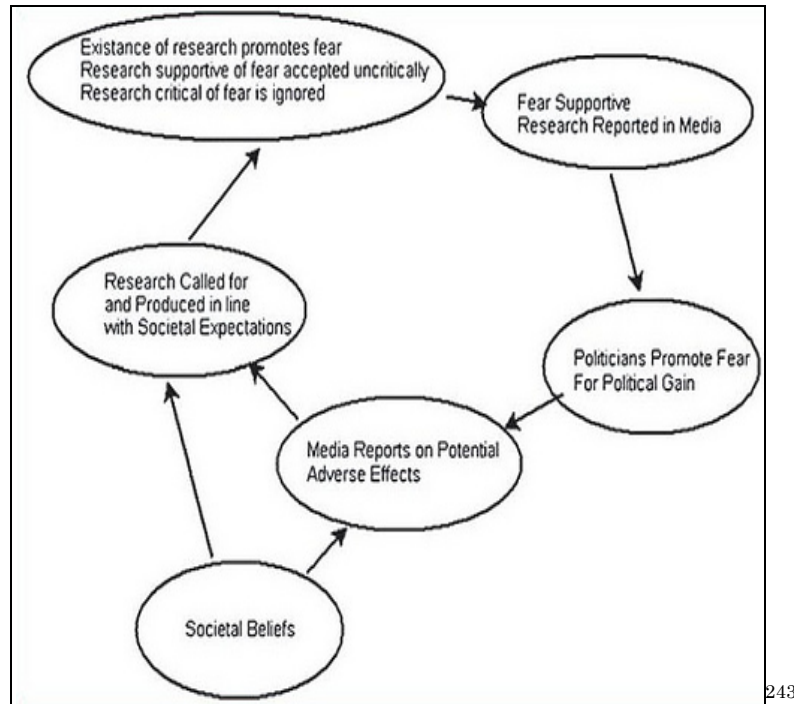 Existance of research promotes fear
Research supportive of fear accepted uncritically
Research critical of fear is ignored
Fear Supportive
Research Reported in Media
Research Called for
and Produced in line
with Societal Expectations
Politicians Promote Fear
For Political Gain
Media Reports on Potential
Adverse Effects
Societal Beliefs
243